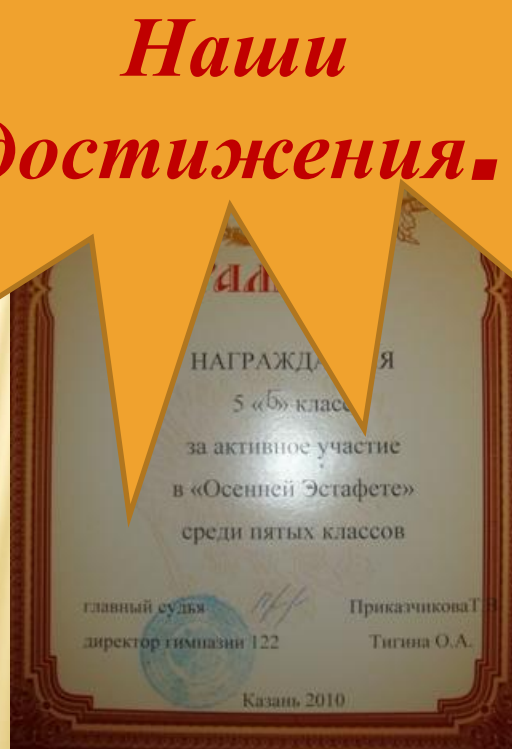 Наши
достижения.
НАГРАЖДА Я
5 «Б» класс
за активное участие
в «Осенней Эстафете»
среди пятых классов
главный судья ПриказчиковаТ.В
директор гимназии 122 Тигина О.А.
Казань 2010